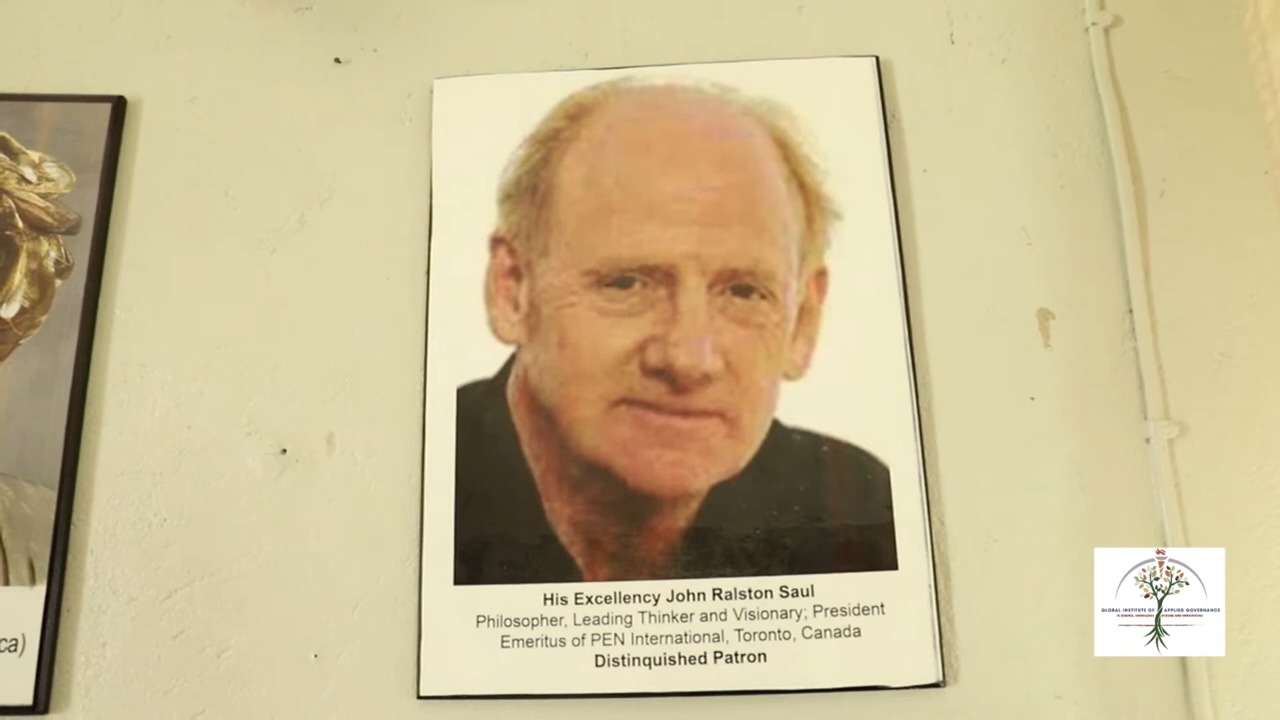 His Excellency John Ralston Saul
Philosopher, Leading Thinker and Visionary; President
Emeritus of PEN International, Toronto, Canada
Distinquished Patron
ca)
GLOBAL INSTITUTE OF APPLIED GOVERNANCE